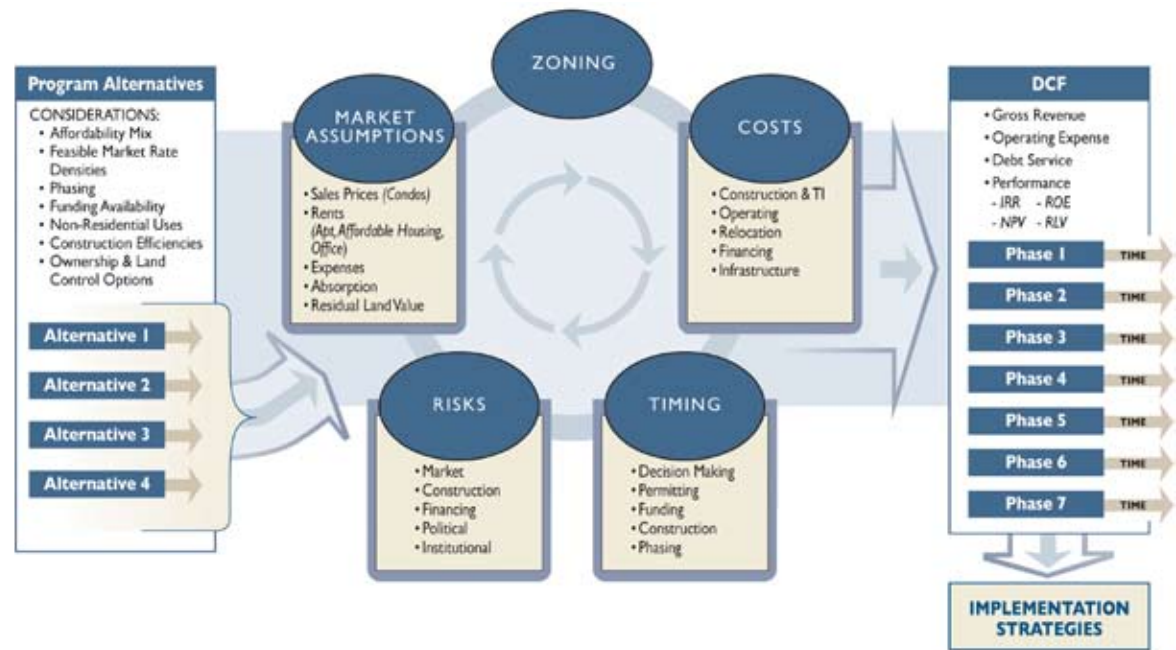 Program Alternatives
CONSIDERATIONS:
• Affordability Mix
• Feasible Market Rate
Densities
• Phasing
• Funding Availability
• Non-Residential Uses
• Construction Efficiencies
• Ownership & Land
Control Options
Alternative 1
Alternative 2
Alternative 3
Alternative 4
MARKET
ASSUMPTIONS
• Sales Prices (Condos)
• Rents
(Apt, Affordable Housing,
Office)
• Expenses
• Absorption
• Residual Land Value
ZONING
COSTS
• Construction & TI
• Operating
• Relocation
• Financing
• Infrastructure
RISKS
• Market
• Construction
• Financing
• Political
• Institutional
TIMING
• Decision Making
• Permitting
• Funding
• Construction
• Phasing
DCF
• Gross Revenue
• Operating Expense
• Debt Service
• Performance
- IRR - ROE
- NPV - RLV
Phase 1 TIME
Phase 2 TIME
Phase 3 TIME
Phase 4 TIME
Phase 5 TIME
Phase 6 TIME
Phase 7 TIME
IMPLEMENTATION
STRATEGIES